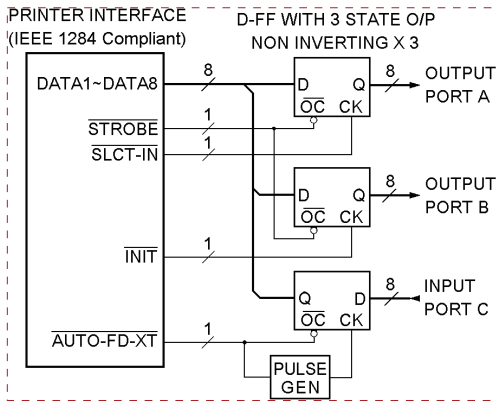 PRINTER INTERFACE
(IEEE 1284 Compliant)
D-FF WITH 3 STATE O/P
NON INVERTING X 3
DATA1~DATA8
8
D
Q
OC
CK
8
OUTPUT
PORT A
STROBE
1
SLCT-IN
1
D
Q
OC
CK
8
OUTPUT
PORT B
INIT
1
Q
D
OC
CK
8
INPUT
PORT C
AUTO-FD-XT
1
PULSE
GEN